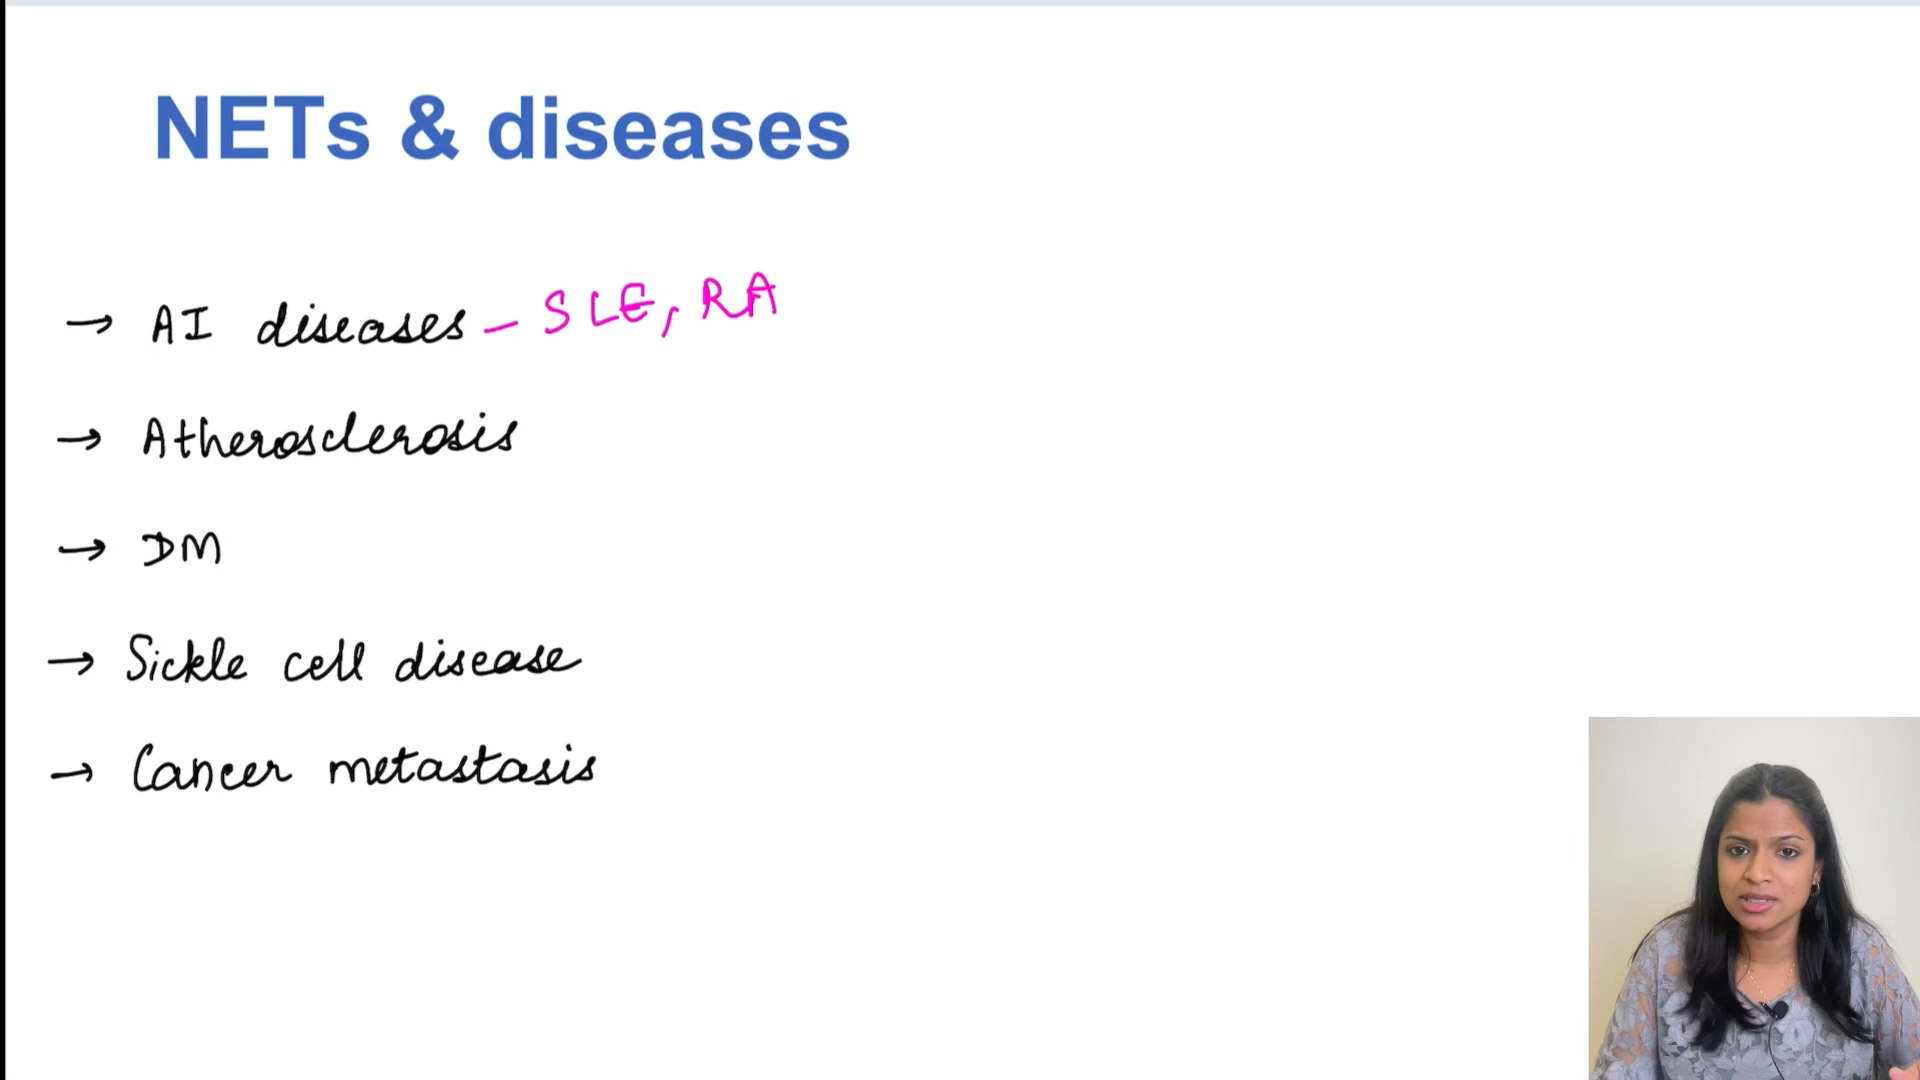 NETs & diseases
→ AI diseases - SLE, RA
→ Atherosclerosis
→ DM
→ Sickle cell disease
→ Cancer metastasis